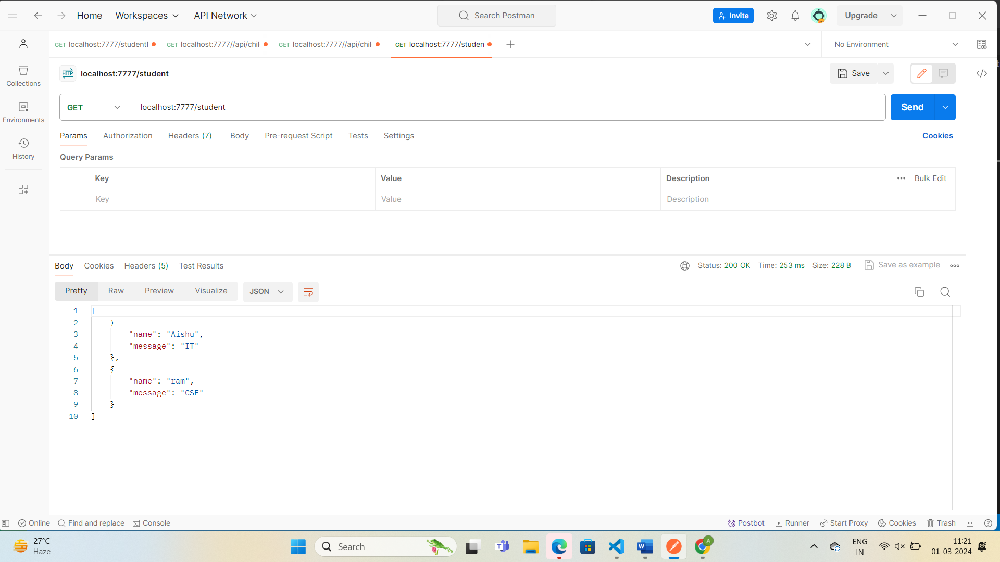 Home Workspaces API Network Search Postman Invite Upgrade
GET localhost:7777/student GET localhost:7777//api/chil GET localhost:7777//api/chil GET localhost:7777/studen No Environment
HTTP localhost:7777/student Save
GET localhost:7777/student Send
Params Authorization Headers (7) Body Pre-request Script Tests Settings Cookies
Query Params
Key Value Description Bulk Edit
Key Value Description
Collections
Environments
History
Body Cookies Headers (5) Test Results Status: 200 OK Time: 253 ms Size: 228 B Save as example
Pretty Raw Preview Visualize JSON
1 [
2 {
3 "name": "Aishu",
4 "message": "IT"
5 },
6 {
7 "name": "ram",
8 "message": "CSE"
9 }
10 ]
Online Find and replace Console Postbot Runner Start Proxy Cookies Trash
27°C
Haze
Search
A
ENG
IN
11:21
01-03-2024